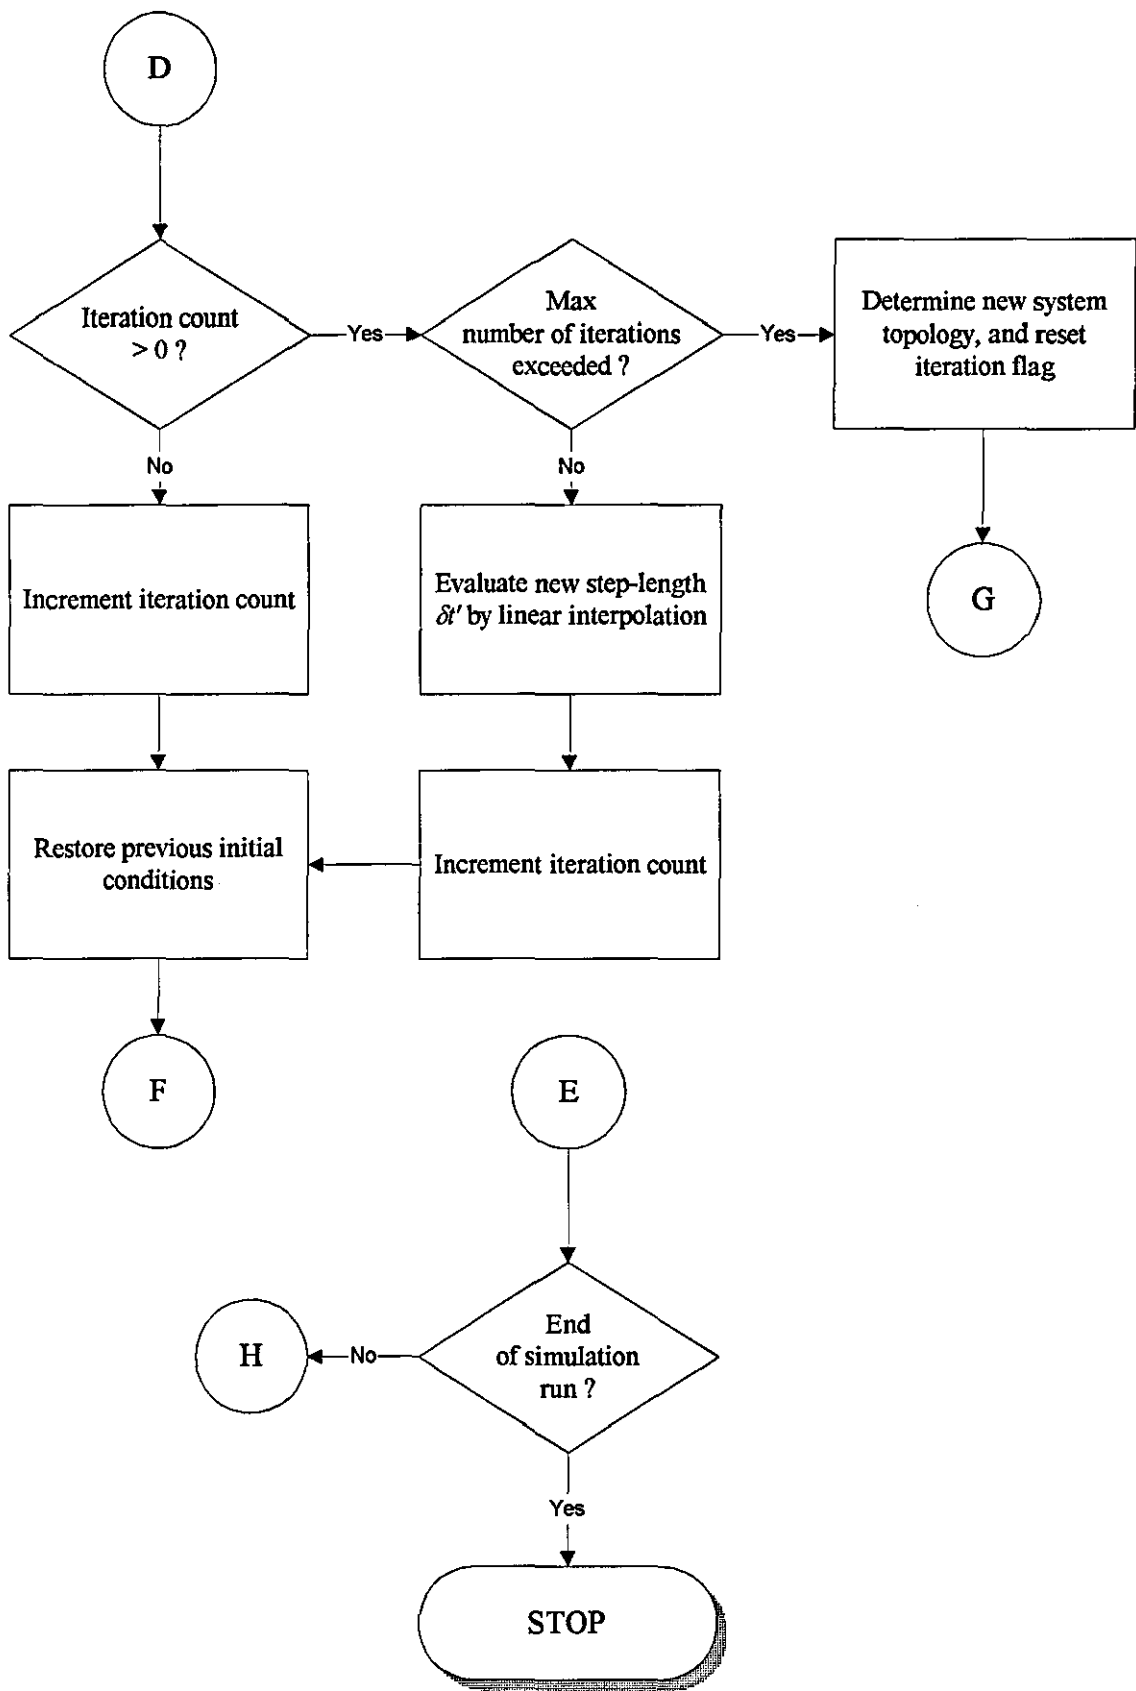 D
Iteration count
> 0 ?
Yes
Max
number of iterations
exceeded ?
Yes
Determine new system
topology, and reset
iteration flag
No
No
Increment iteration count
Evaluate new step-length
δt′ by linear interpolation
G
Restore previous initial
conditions
Increment iteration count
F
E
H
No
End
of simulation
run ?
Yes
STOP